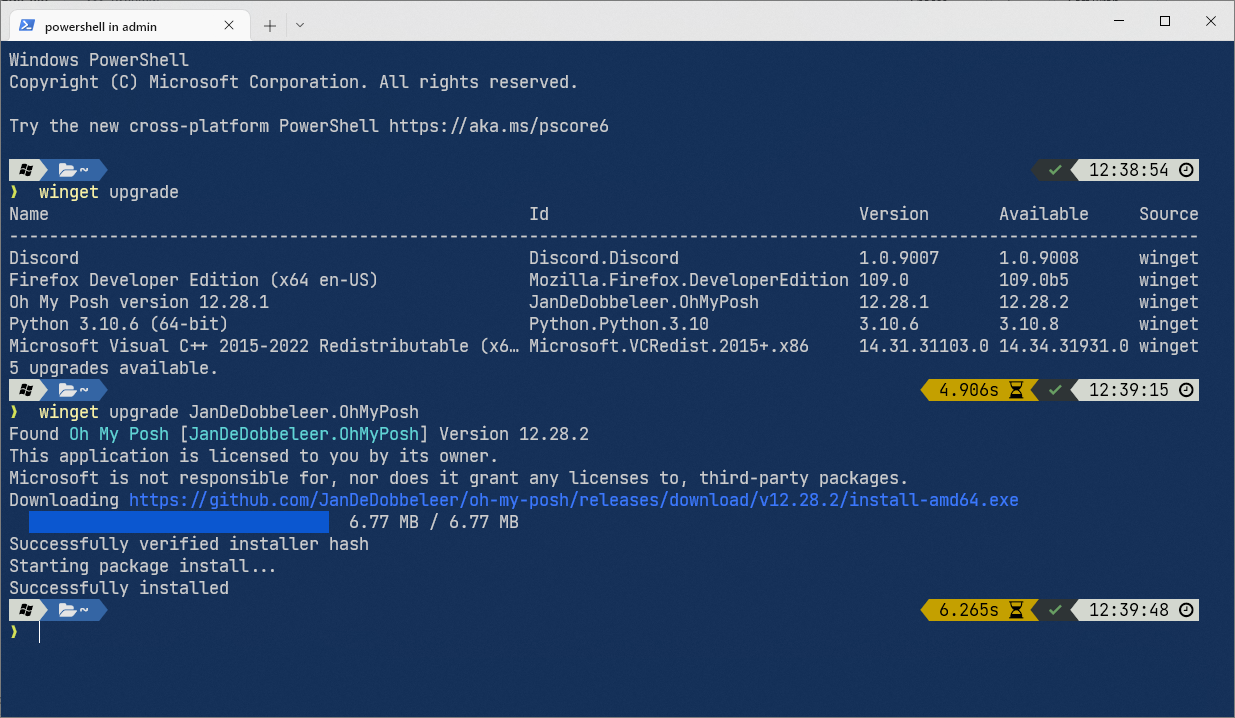 powershell in admin
Windows PowerShell
Copyright (C) Microsoft Corporation. All rights reserved.
Try the new cross-platform PowerShell https://aka.ms/pscore6
~ 12:38:54
❯ winget upgrade
Name Id Version Available Source
-----------------------------------------------------------------------------------------------------------------------
Discord Discord.Discord 1.0.9007 1.0.9008 winget
Firefox Developer Edition (x64 en-US) Mozilla.Firefox.DeveloperEdition 109.0 109.0b5 winget
Oh My Posh version 12.28.1 JanDeDobbeleer.OhMyPosh 12.28.1 12.28.2 winget
Python 3.10.6 (64-bit) Python.Python.3.10 3.10.6 3.10.8 winget
Microsoft Visual C++ 2015-2022 Redistributable (x6… Microsoft.VCRedist.2015+.x86 14.31.31103.0 14.34.31931.0 winget
5 upgrades available.
~ 4.906s 12:39:15
❯ winget upgrade JanDeDobbeleer.OhMyPosh
Found Oh My Posh [JanDeDobbeleer.OhMyPosh] Version 12.28.2
This application is licensed to you by its owner.
Microsoft is not responsible for, nor does it grant any licenses to, third-party packages.
Downloading https://github.com/JanDeDobbeleer/oh-my-posh/releases/download/v12.28.2/install-amd64.exe
6.77 MB / 6.77 MB
Successfully verified installer hash
Starting package install...
Successfully installed
~ 6.265s 12:39:48
❯